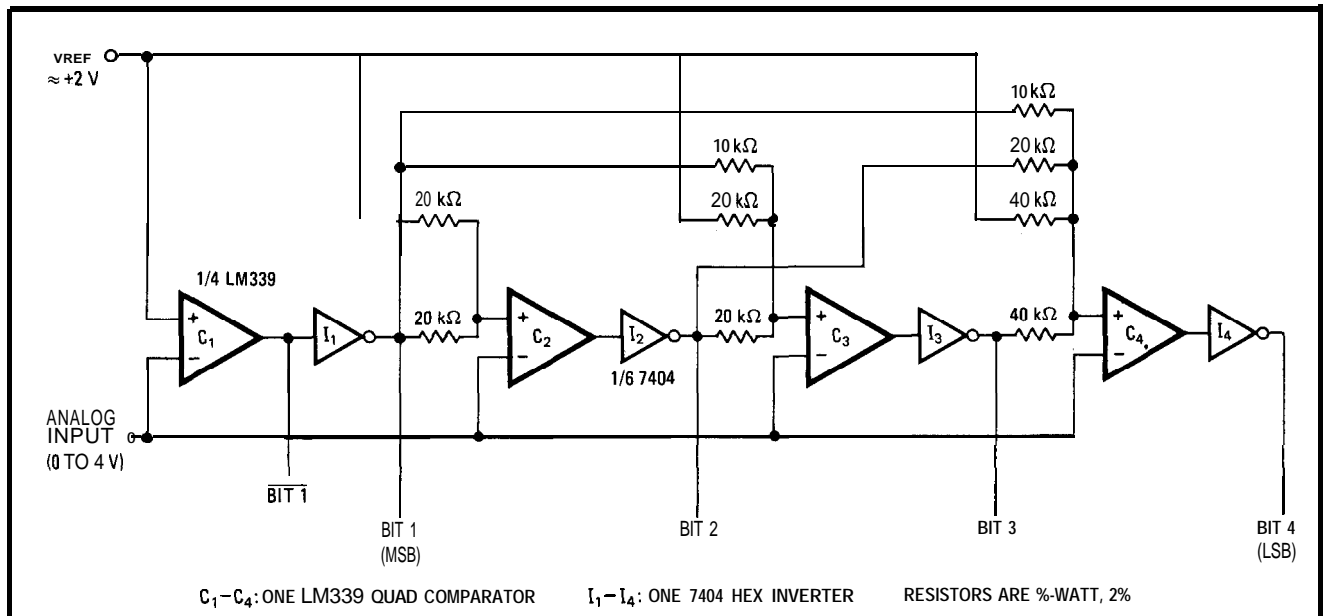 VREF
≈ +2 V
10 kΩ
10 kΩ
20 kΩ
20 kΩ
20 kΩ
40 kΩ
1/4 LM339
+
C₁
−
I₁
20 kΩ
+
C₂
−
I₂
1/6 7404
20 kΩ
+
C₃
−
I₃
40 kΩ
+
C₄
−
I₄
ANALOG
INPUT
(0 TO 4 V)
BIT 1
BIT 1
(MSB)
BIT 2
BIT 3
BIT 4
(LSB)
C₁–C₄: ONE LM339 QUAD COMPARATOR I₁–I₄: ONE 7404 HEX INVERTER RESISTORS ARE %-WATT, 2%